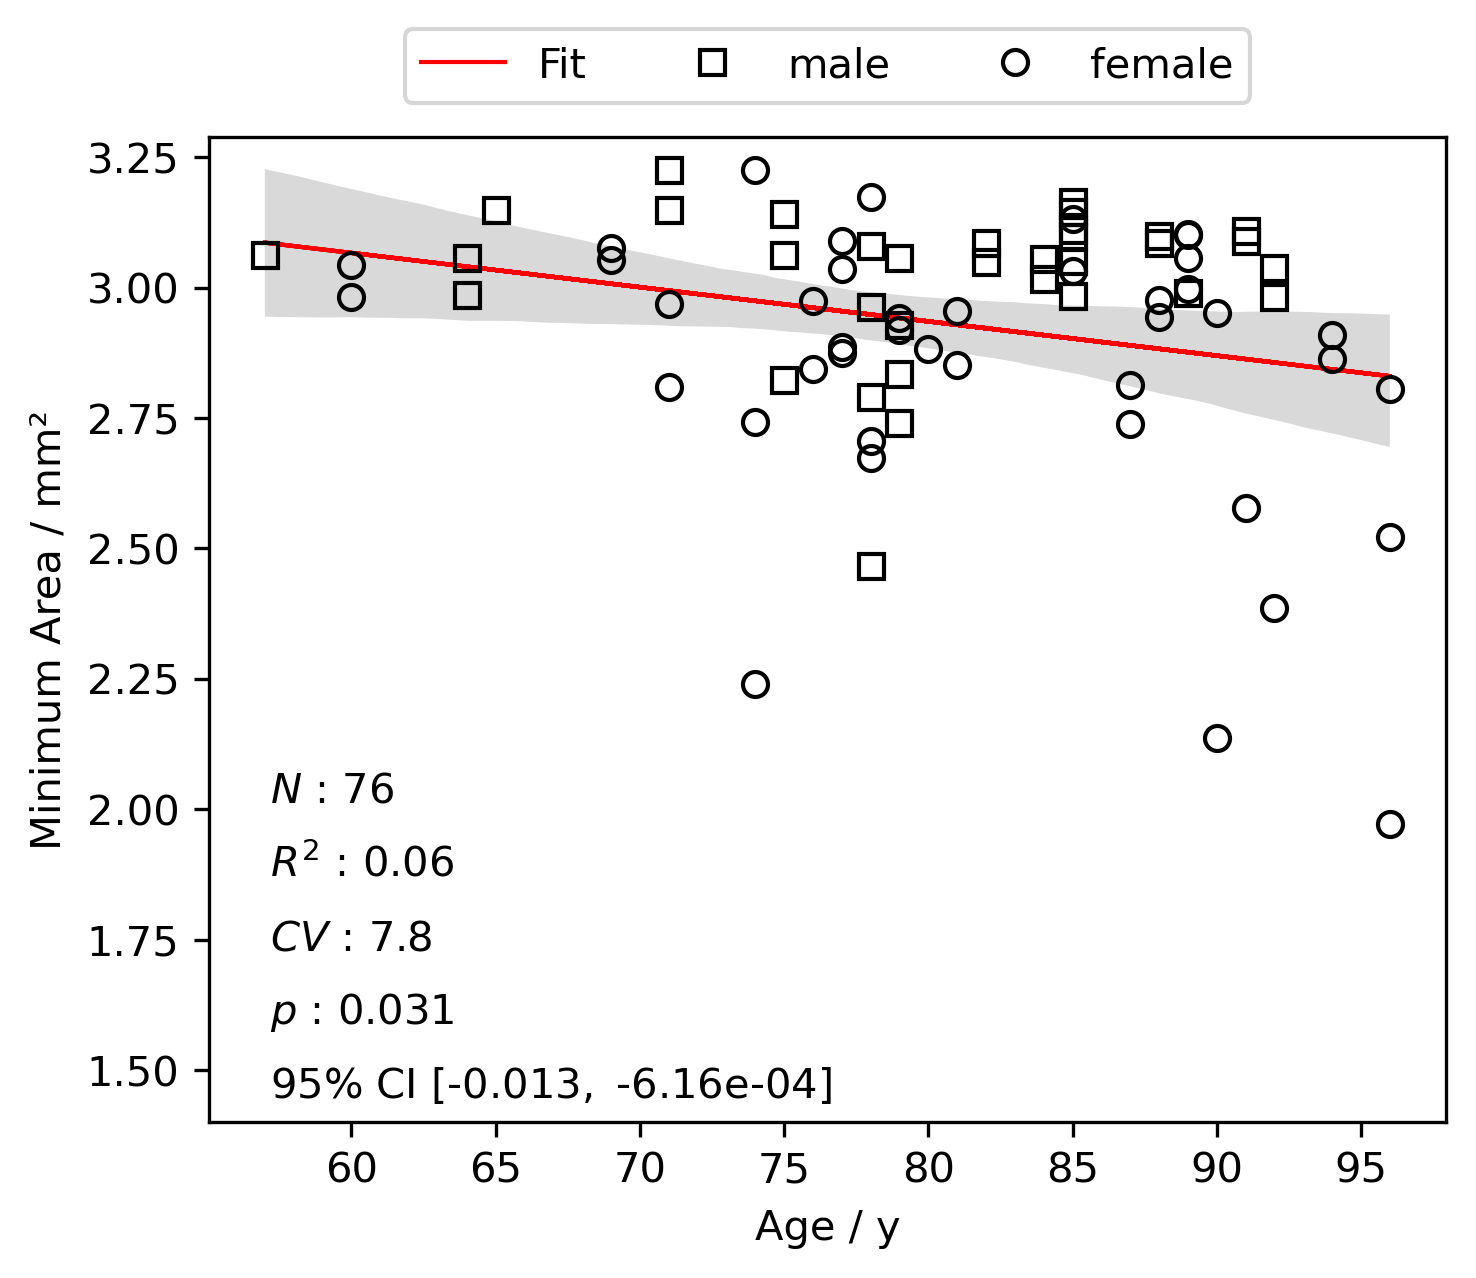 Fit male female
3.25
3.00
2.75
2.50
2.25
2.00
1.75
1.50
Minimum Area / mm²
N : 76
R² : 0.06
CV : 7.8
p : 0.031
95% CI [-0.013, -6.16e-04]
60 65 70 75 80 85 90 95
Age / y